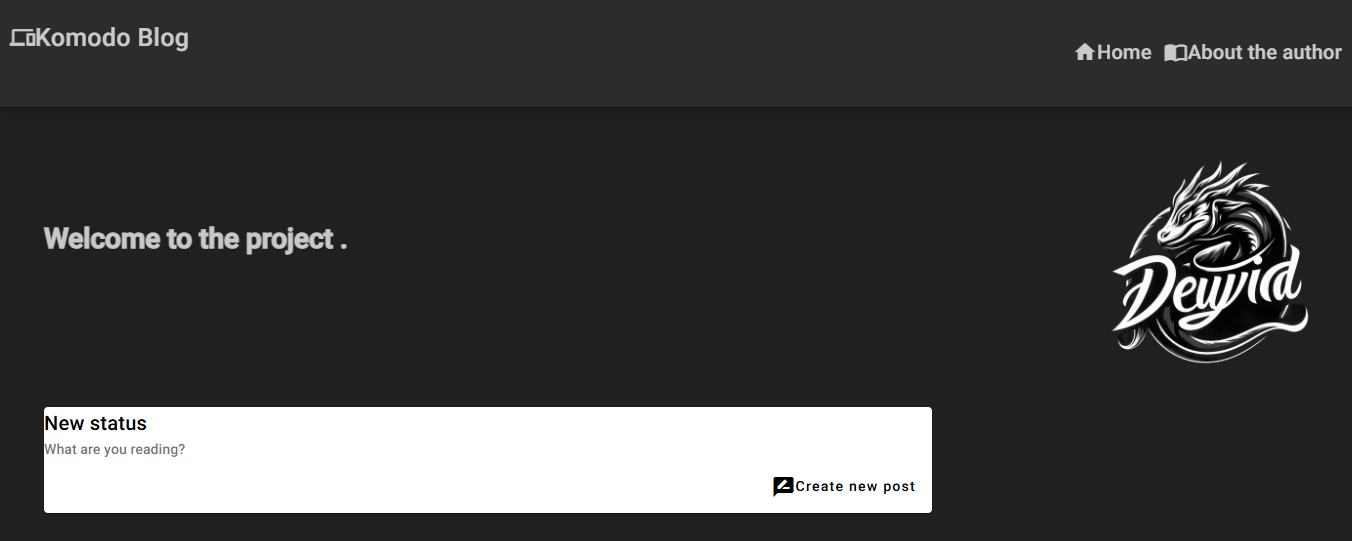 Komodo Blog
Home About the author
Welcome to the project .
Deuvid
New status
What are you reading?
Create new post